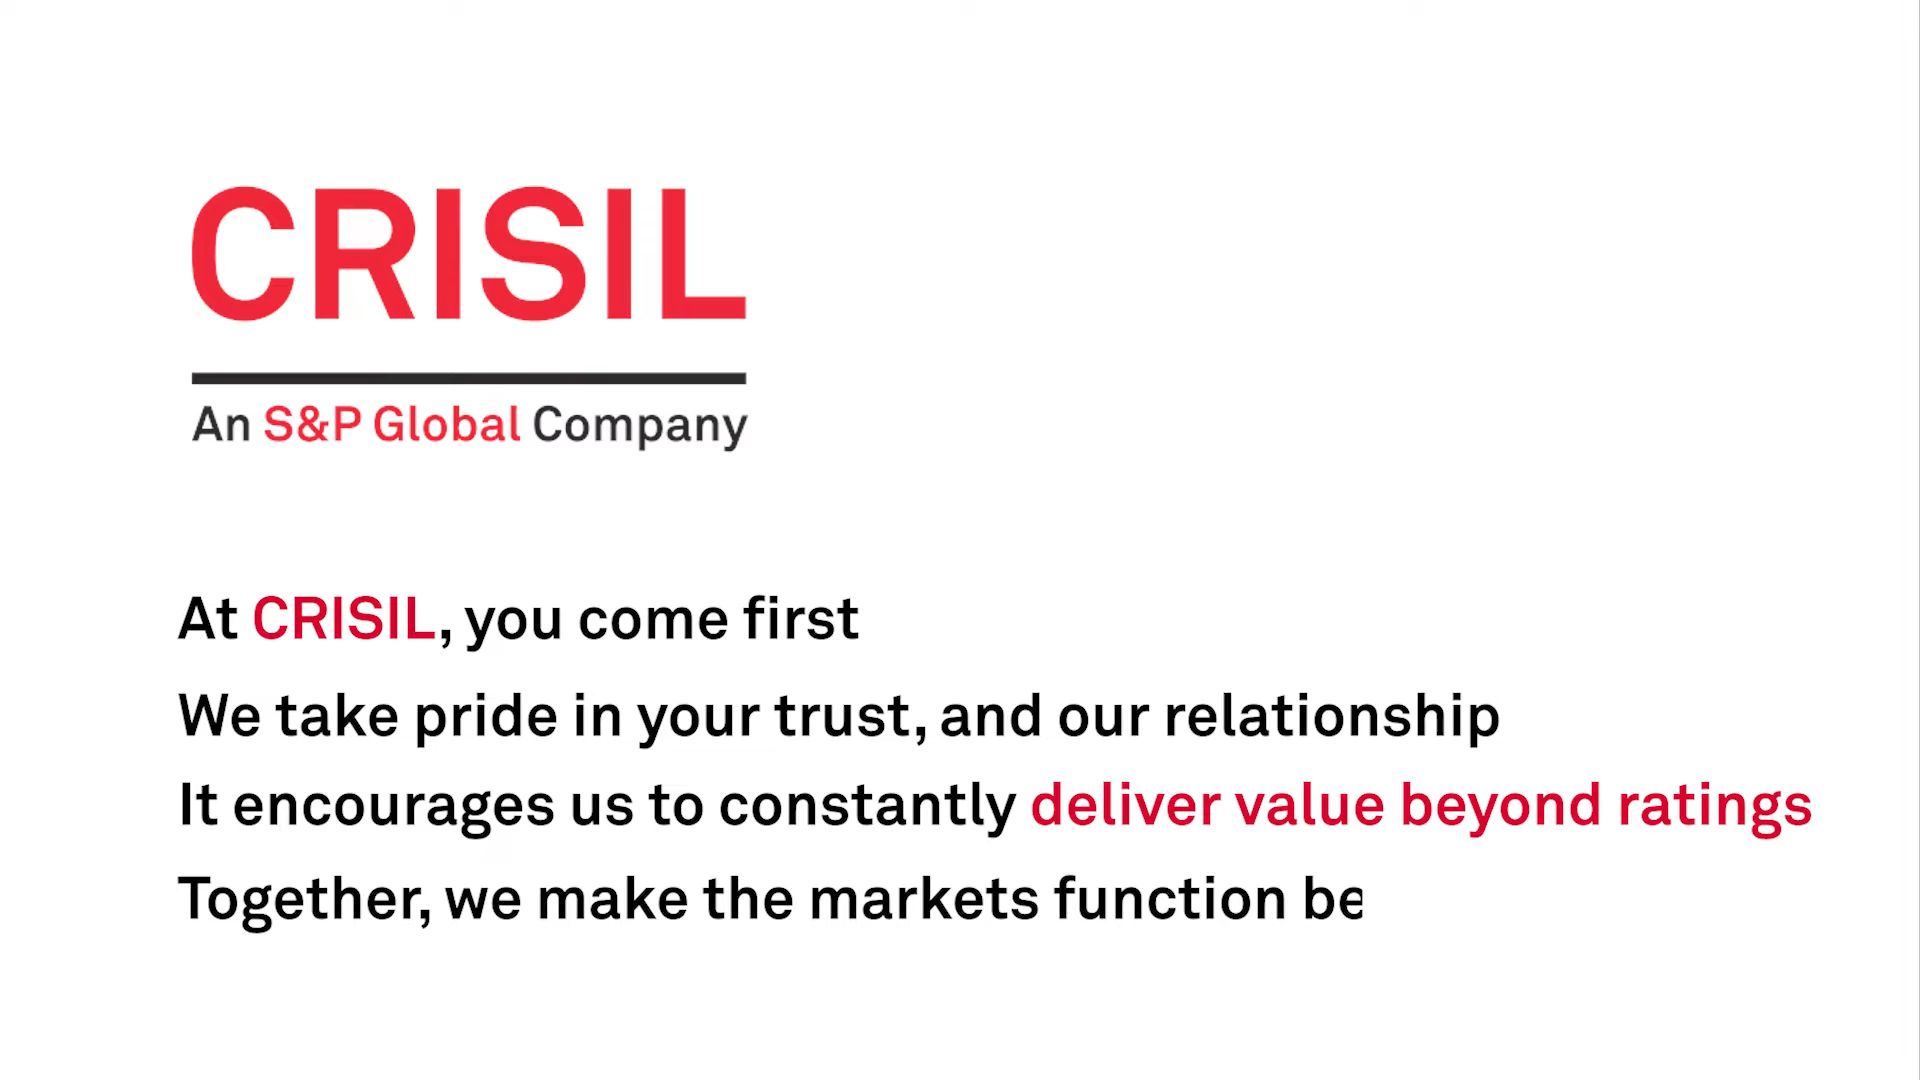 CRISIL
An S&P Global Company
At CRISIL, you come first
We take pride in your trust, and our relationship
It encourages us to constantly deliver value beyond ratings
Together, we make the markets function be